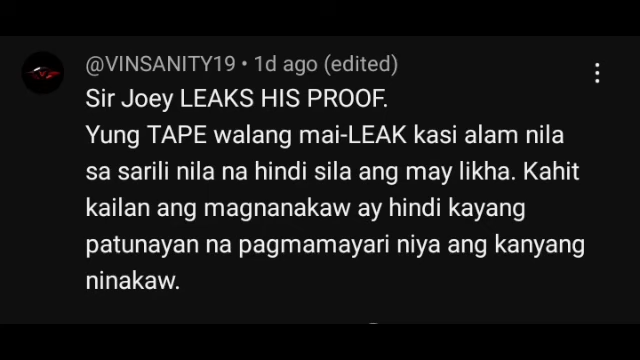 @VINSANITY19 • 1d ago (edited)
Sir Joey LEAKS HIS PROOF.
Yung TAPE walang mai-LEAK kasi alam nila
sa sarili nila na hindi sila ang may likha. Kahit
kailan ang magnanakaw ay hindi kayang
patunayan na pagmamayari niya ang kanyang
ninakaw.